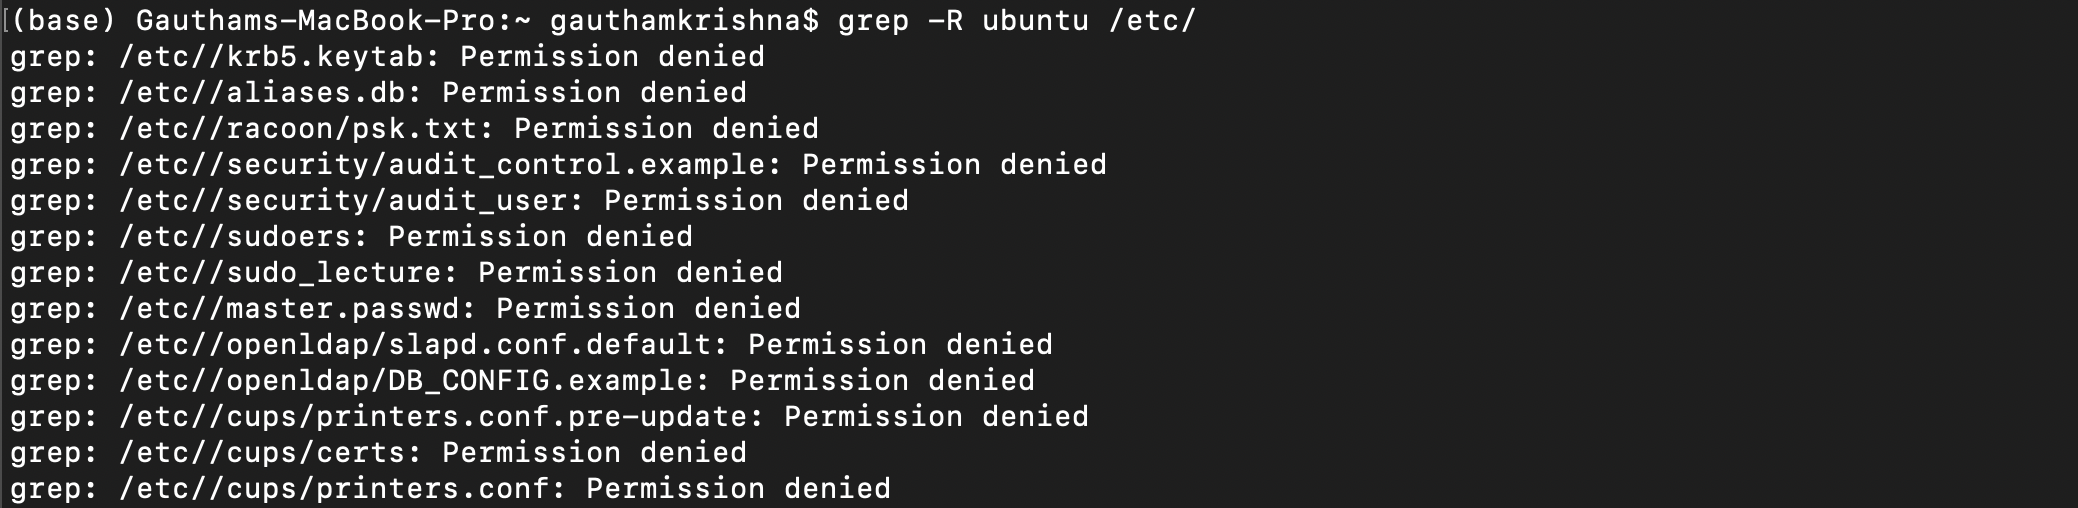 [(base) Gauthams-MacBook-Pro:~ gauthamkrishna$ grep -R ubuntu /etc/
grep: /etc//krb5.keytab: Permission denied
grep: /etc//aliases.db: Permission denied
grep: /etc//racoon/psk.txt: Permission denied
grep: /etc//security/audit_control.example: Permission denied
grep: /etc//security/audit_user: Permission denied
grep: /etc//sudoers: Permission denied
grep: /etc//sudo_lecture: Permission denied
grep: /etc//master.passwd: Permission denied
grep: /etc//openldap/slapd.conf.default: Permission denied
grep: /etc//openldap/DB_CONFIG.example: Permission denied
grep: /etc//cups/printers.conf.pre-update: Permission denied
grep: /etc//cups/certs: Permission denied
grep: /etc//cups/printers.conf: Permission denied